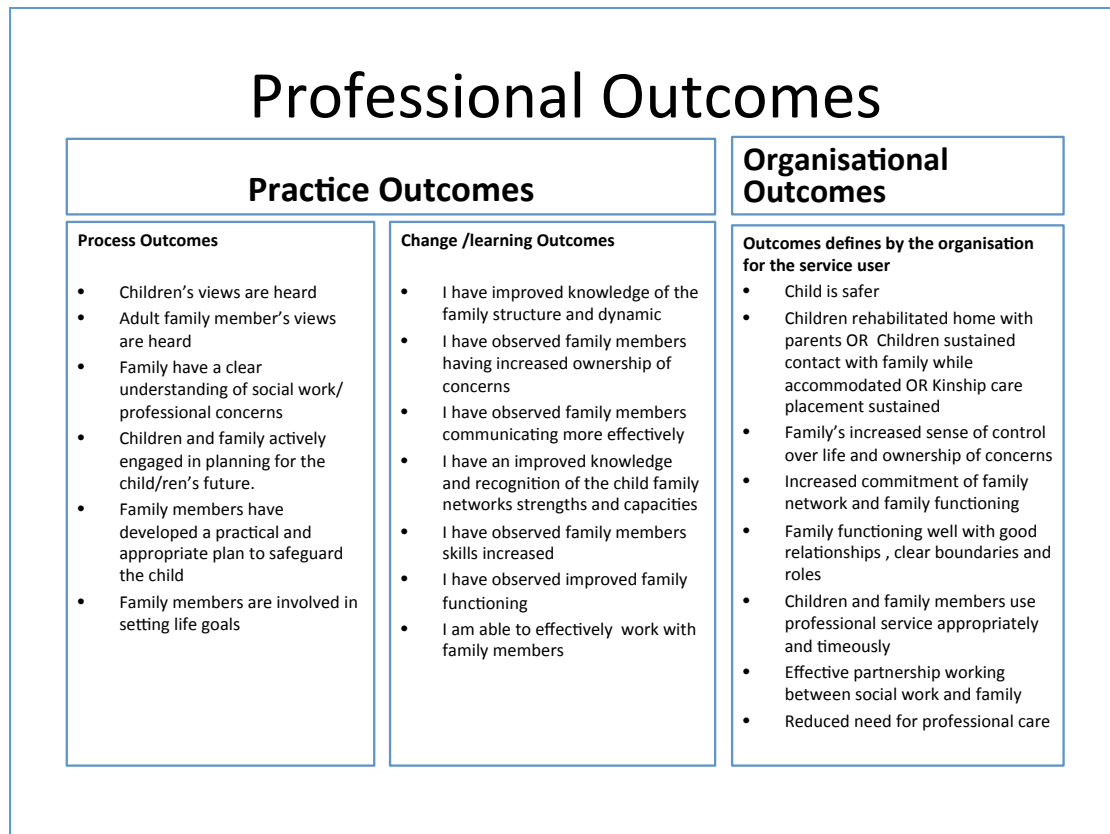 Professional Outcomes
Practice Outcomes
Organisational
Outcomes
Process Outcomes
• Children's views are heard
• Adult family member's views
are heard
• Family have a clear
understanding of social work/
professional concerns
• Children and family actively
engaged in planning for the
child/ren's future.
• Family members have
developed a practical and
appropriate plan to safeguard
the child
• Family members are involved in
setting life goals
Change /learning Outcomes
• I have improved knowledge of the
family structure and dynamic
• I have observed family members
having increased ownership of
concerns
• I have observed family members
communicating more effectively
• I have an improved knowledge
and recognition of the child family
networks strengths and capacities
• I have observed family members
skills increased
• I have observed improved family
functioning
• I am able to effectively work with
family members
Outcomes defines by the organisation
for the service user
• Child is safer
• Children rehabilitated home with
parents OR Children sustained
contact with family while
accommodated OR Kinship care
placement sustained
• Family's increased sense of control
over life and ownership of concerns
• Increased commitment of family
network and family functioning
• Family functioning well with good
relationships , clear boundaries and
roles
• Children and family members use
professional service appropriately
and timeously
• Effective partnership working
between social work and family
• Reduced need for professional care